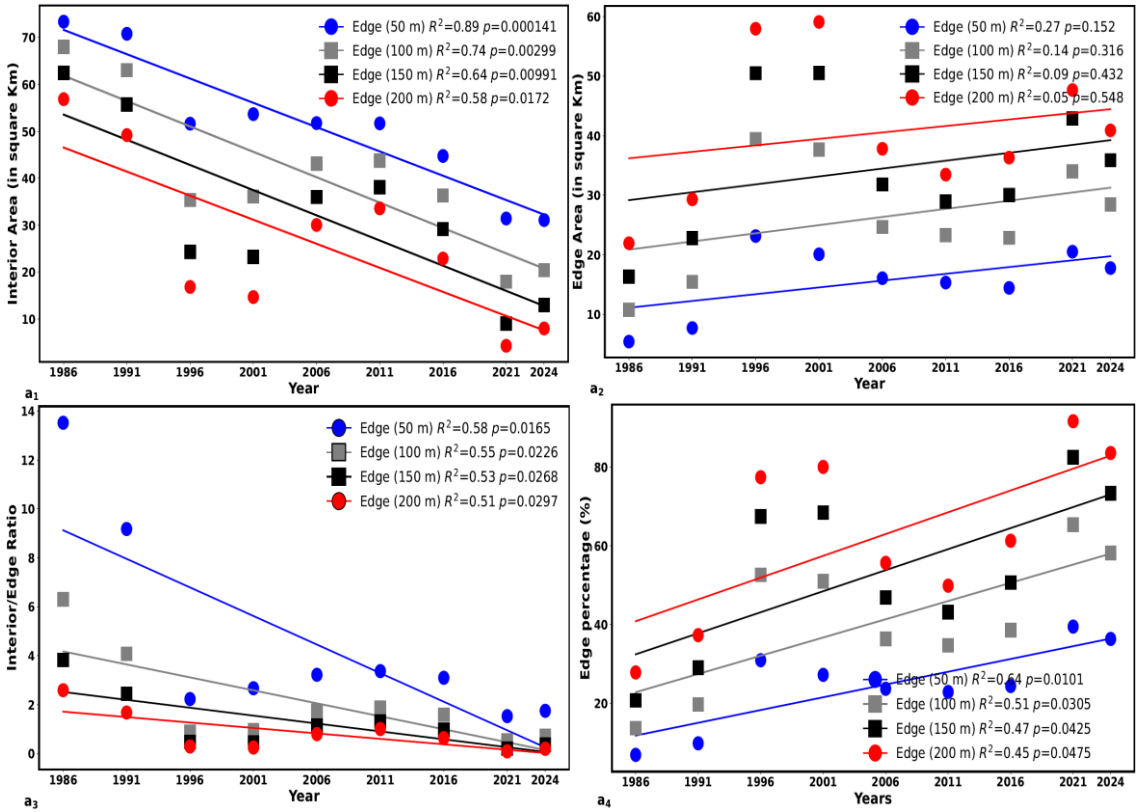 Edge (50 m) R²=0.89 p=0.000141
Edge (100 m) R²=0.74 p=0.00299
Edge (150 m) R²=0.64 p=0.00991
Edge (200 m) R²=0.58 p=0.0172
Interior Area (in square Km)
70
60
50
40
30
20
10
1986 1991 1996 2001 2006 2011 2016 2021 2024
Year
a1
Edge (50 m) R²=0.27 p=0.152
Edge (100 m) R²=0.14 p=0.316
Edge (150 m) R²=0.09 p=0.432
Edge (200 m) R²=0.05 p=0.548
Edge Area (in square Km)
60
50
40
30
20
10
1986 1991 1996 2001 2006 2011 2016 2021 2024
Year
a2
Edge (50 m) R²=0.58 p=0.0165
Edge (100 m) R²=0.55 p=0.0226
Edge (150 m) R²=0.53 p=0.0268
Edge (200 m) R²=0.51 p=0.0297
Interior/Edge Ratio
14
12
10
8
6
4
2
0
1986 1991 1996 2001 2006 2011 2016 2021 2024
Year
a3
Edge percentage (%)
80
60
40
20
Edge (50 m) R²=0.64 p=0.0101
Edge (100 m) R²=0.51 p=0.0305
Edge (150 m) R²=0.47 p=0.0425
Edge (200 m) R²=0.45 p=0.0475
1986 1991 1996 2001 2006 2011 2016 2021 2024
Years
a4